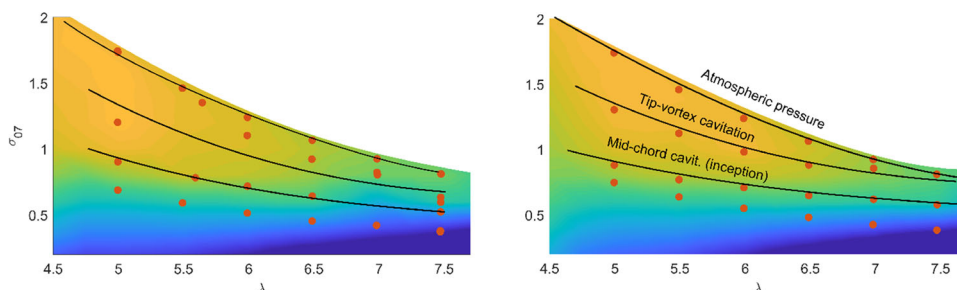 2
1.5
1
0.5
σ07
4.5 5 5.5 6 6.5 7 7.5
λ
2
1.5
1
0.5
Atmospheric pressure
Tip-vortex cavitation
Mid-chord cavit. (inception)
4.5 5 5.5 6 6.5 7 7.5
λ